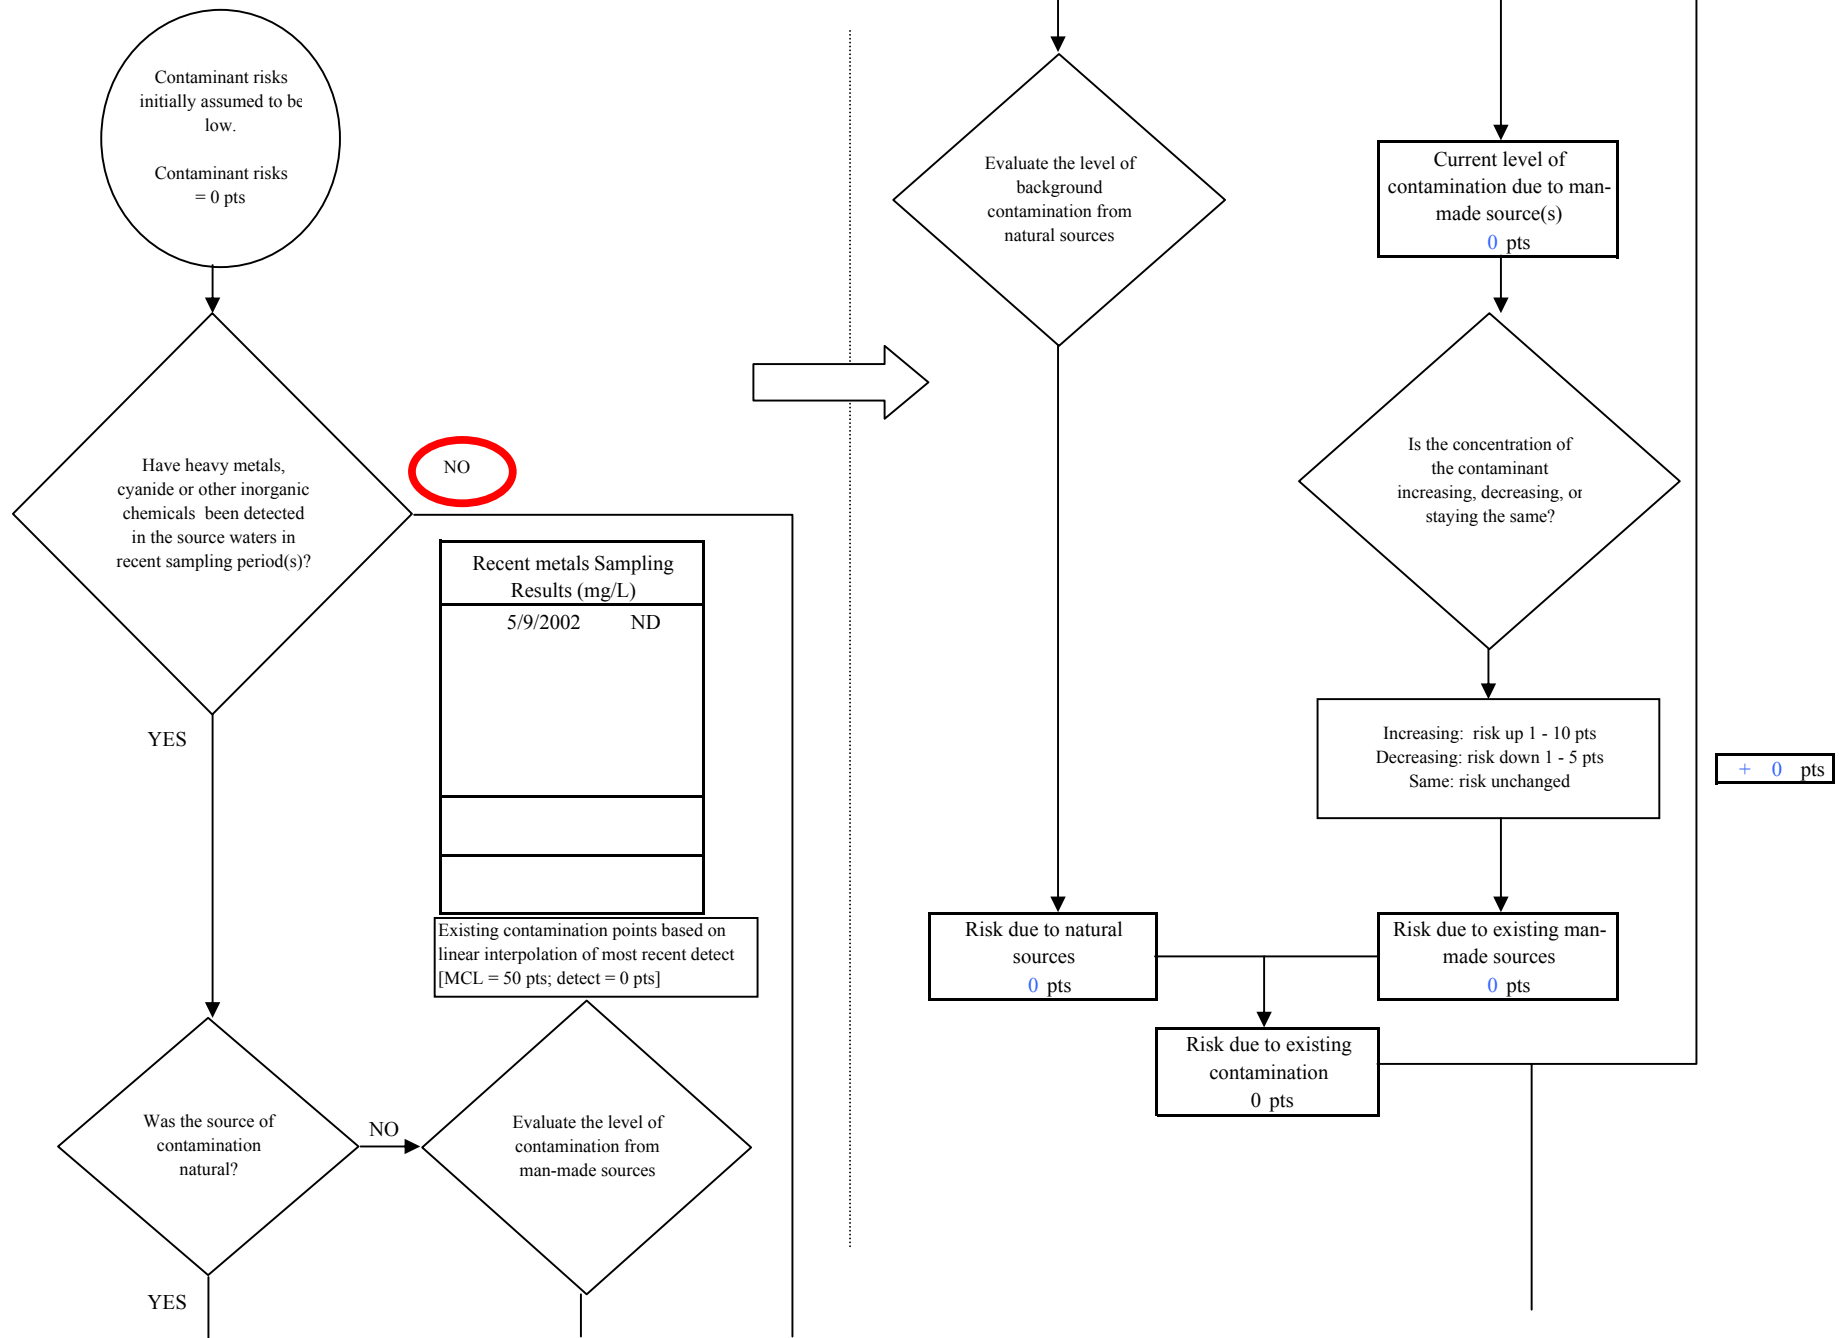 Contaminant risks
initially assumed to be
low.
Contaminant risks
= 0 pts
Have heavy metals,
cyanide or other inorganic
chemicals been detected
in the source waters in
recent sampling period(s)?
NO
Recent metals Sampling
Results (mg/L)
5/9/2002 ND
YES
Existing contamination points based on
linear interpolation of most recent detect
[MCL = 50 pts; detect = 0 pts]
Was the source of
contamination
natural?
NO
Evaluate the level of
contamination from
man-made sources
YES
Evaluate the level of
background
contamination from
natural sources
Current level of
contamination due to man-
made source(s)
0 pts
Is the concentration of
the contaminant
increasing, decreasing, or
staying the same?
Increasing: risk up 1 - 10 pts
Decreasing: risk down 1 - 5 pts
Same: risk unchanged
+ 0 pts
Risk due to natural
sources
0 pts
Risk due to existing man-
made sources
0 pts
Risk due to existing
contamination
0 pts